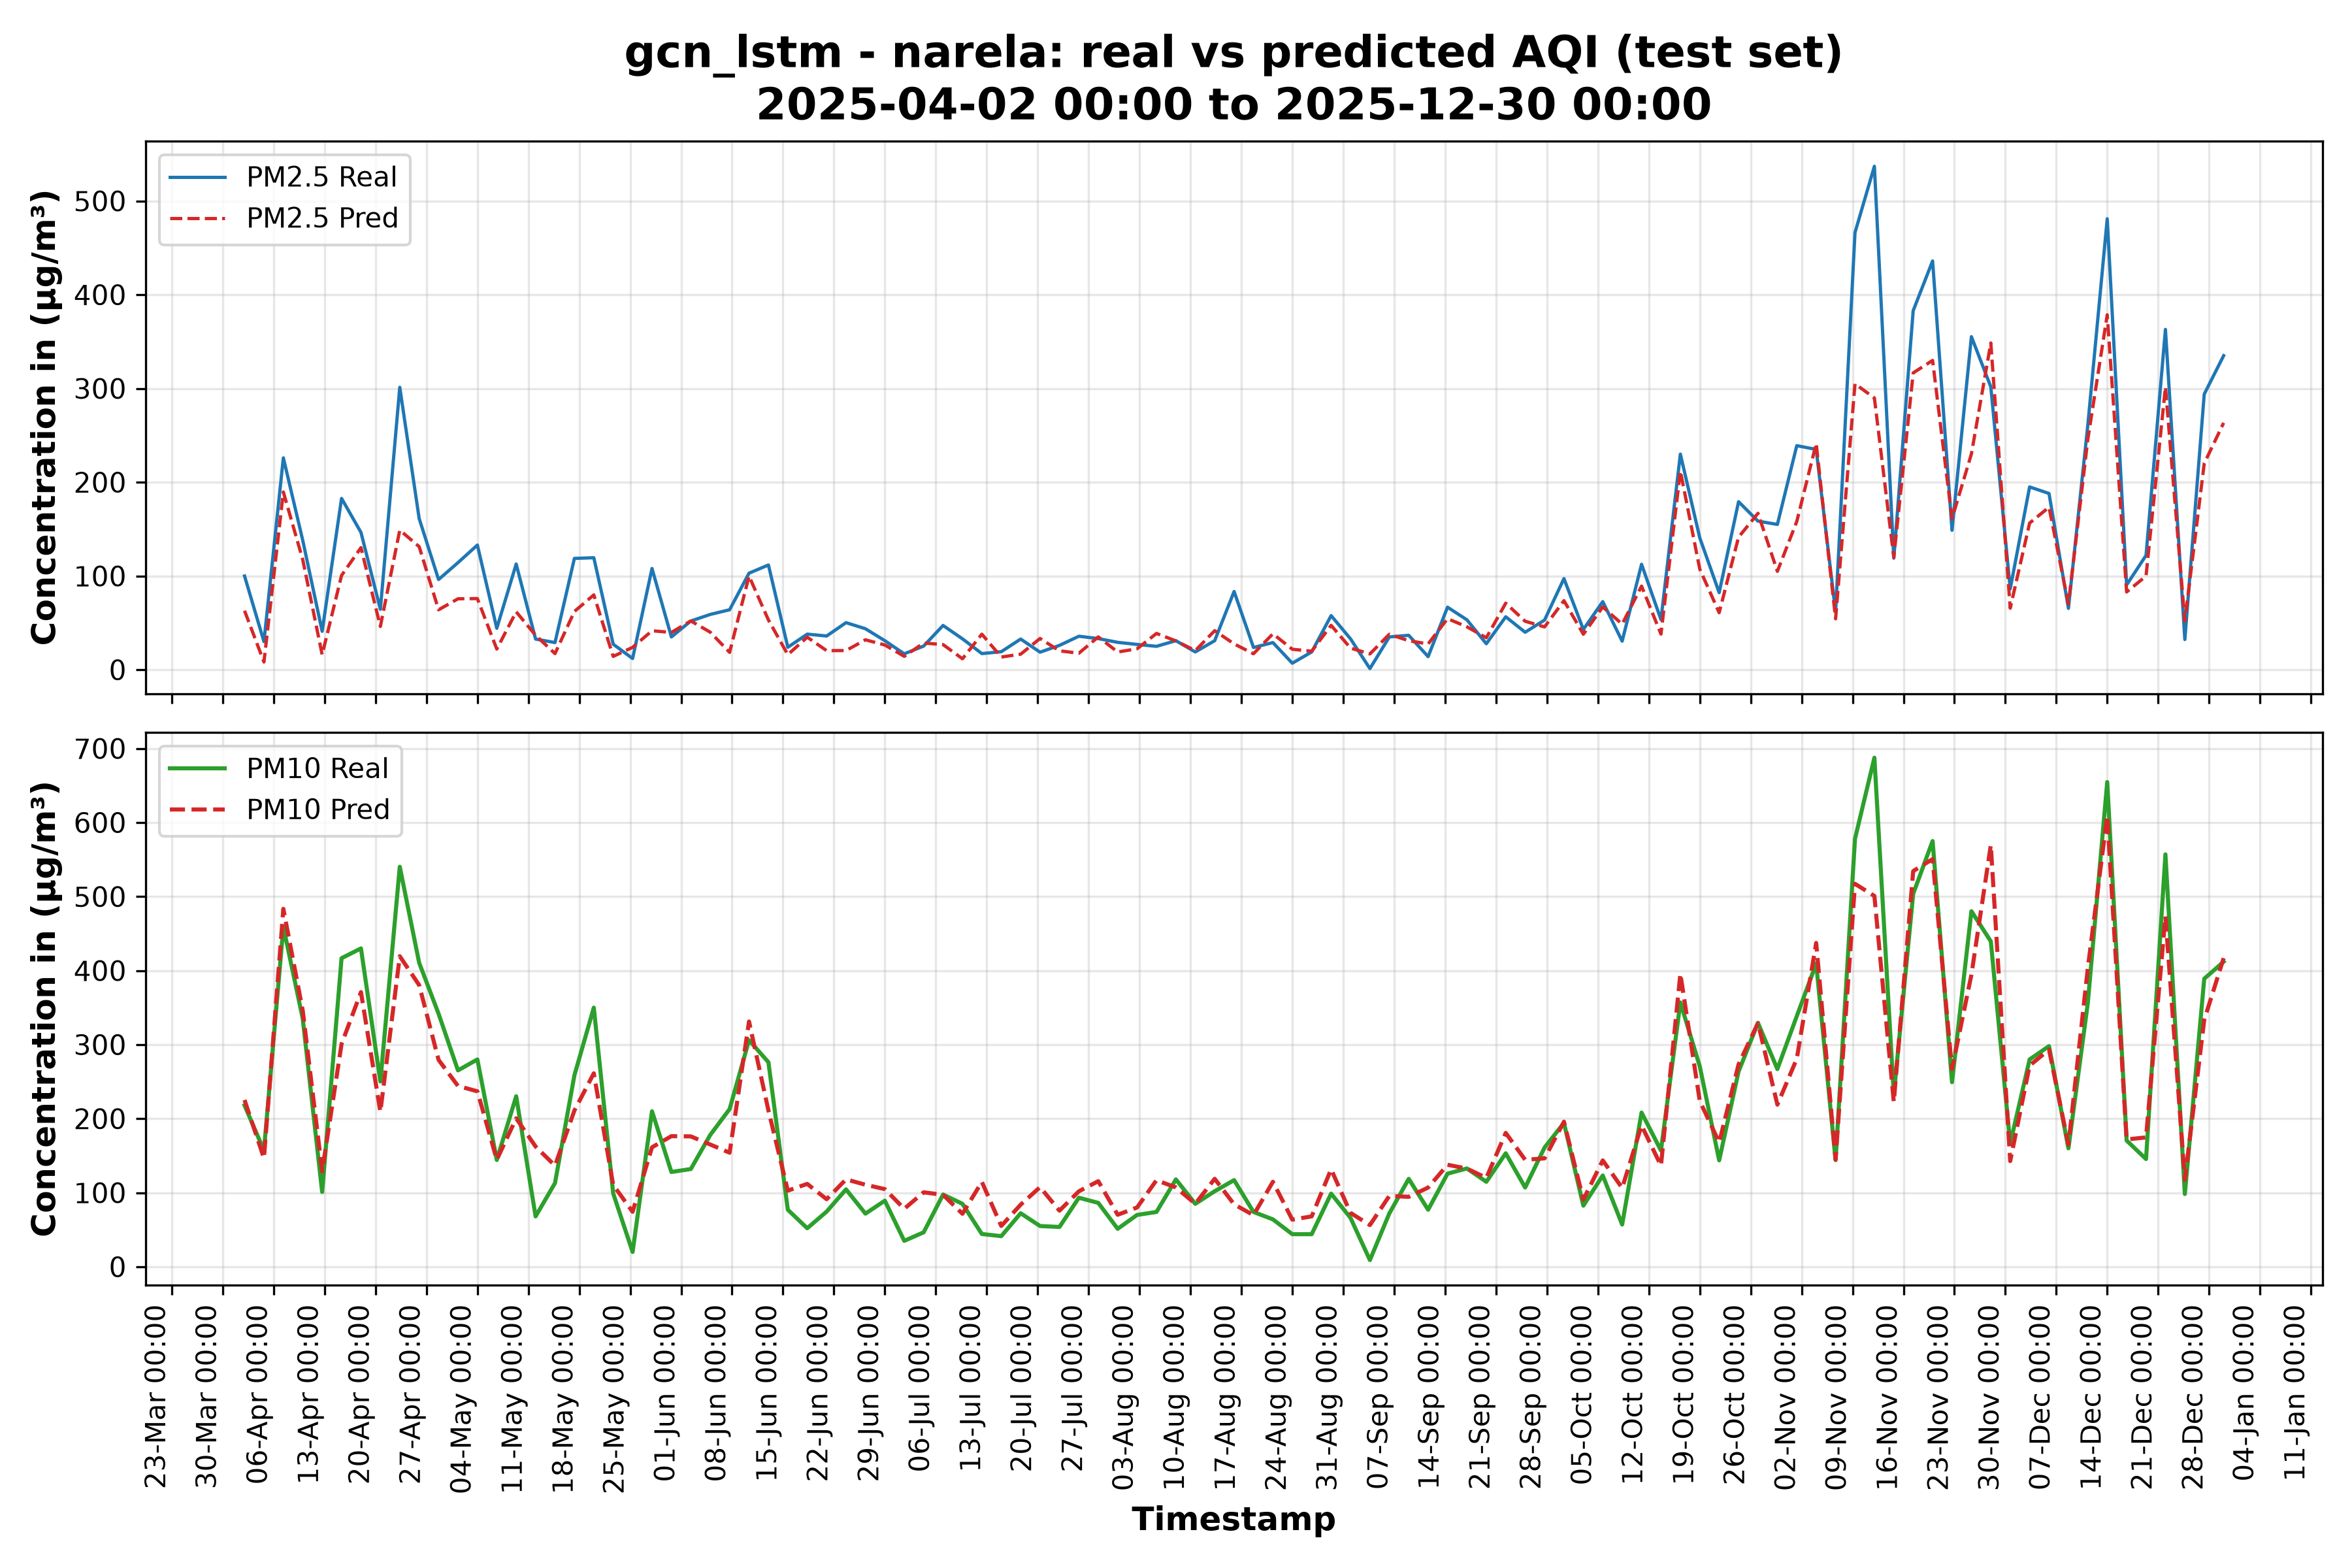 gcn_lstm - narela: real vs predicted AQI (test set)
2025-04-02 00:00 to 2025-12-30 00:00
Concentration in (µg/m³)
500
400
300
200
100
0
PM2.5 Real
PM2.5 Pred
Concentration in (µg/m³)
700
600
500
400
300
200
100
0
PM10 Real
PM10 Pred
23-Mar 00:00
30-Mar 00:00
06-Apr 00:00
13-Apr 00:00
20-Apr 00:00
27-Apr 00:00
04-May 00:00
11-May 00:00
18-May 00:00
25-May 00:00
01-Jun 00:00
08-Jun 00:00
15-Jun 00:00
22-Jun 00:00
29-Jun 00:00
06-Jul 00:00
13-Jul 00:00
20-Jul 00:00
27-Jul 00:00
03-Aug 00:00
10-Aug 00:00
17-Aug 00:00
24-Aug 00:00
31-Aug 00:00
07-Sep 00:00
14-Sep 00:00
21-Sep 00:00
28-Sep 00:00
05-Oct 00:00
12-Oct 00:00
19-Oct 00:00
26-Oct 00:00
02-Nov 00:00
09-Nov 00:00
16-Nov 00:00
23-Nov 00:00
30-Nov 00:00
07-Dec 00:00
14-Dec 00:00
21-Dec 00:00
28-Dec 00:00
04-Jan 00:00
11-Jan 00:00
Timestamp